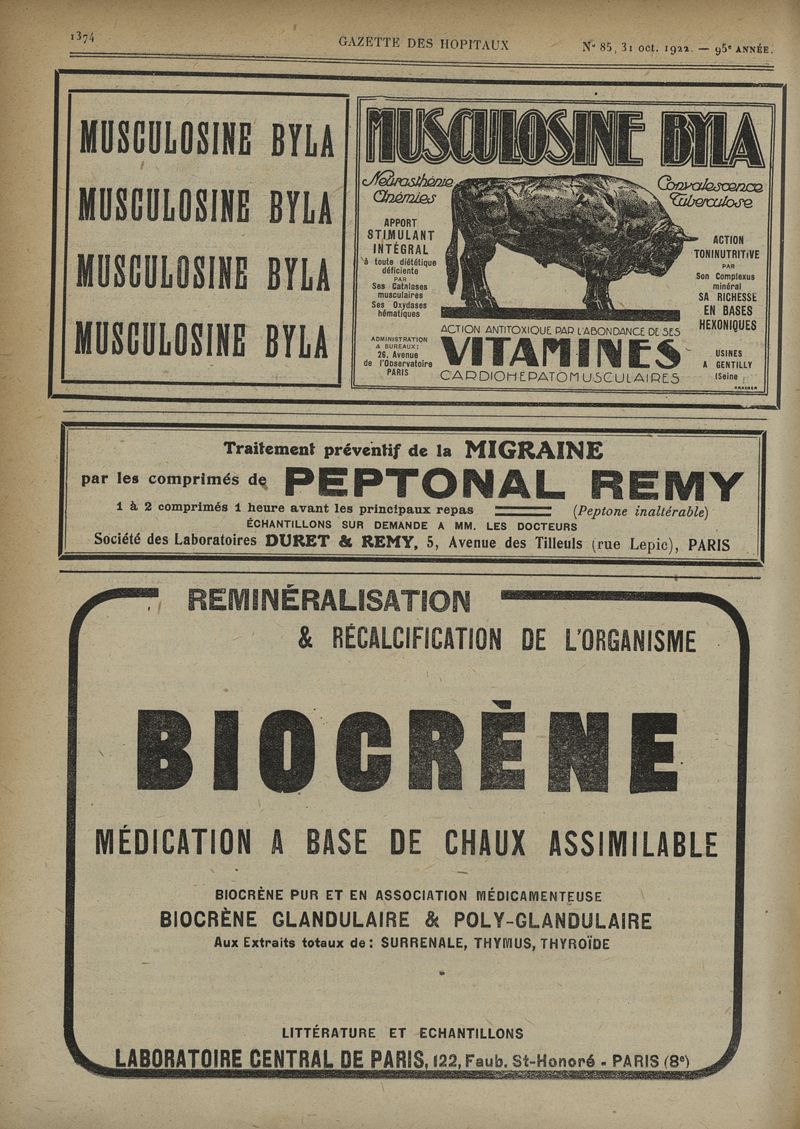 1374
GAZETTE DES HOPITAUX
N° 85, 31 oct. 1922. — 95e ANNÉE.
MUSCULOSINE BYLA
MUSCULOSINE BYLA
MUSCULOSINE BYLA
MUSCULOSINE BYLA
MUSCULOSINE BYLA
Neurasthénie
Anémies
Convalescence
Tuberculose
APPORT
STIMULANT
INTÉGRAL
à toute diététique
déficiente
PAR
Ses Catalases
musculaires
Ses Oxydases
hématiques
ADMINISTRATION
& BUREAUX:
26, Avenue
de l'Observatoire
PARIS
ACTION
TONINUTRITIVE
PAR
Son Complexus
minéral
SA RICHESSE
EN BASES
HEXONIQUES
USINES
A GENTILLY
(Seine)
ACTION ANTITOXIQUE PAR L'ABONDANCE DE SES
VITAMINES
CARDIOHEPATOMUSCULAIRES
Traitement préventif de la MIGRAINE
par les comprimés de PEPTONAL REMY
1 à 2 comprimés 1 heure avant les principaux repas (Peptone inaltérable)
ÉCHANTILLONS SUR DEMANDE A MM. LES DOCTEURS
Société des Laboratoires DURET & REMY, 5, Avenue des Tilleuls (rue Lepic), PARIS
REMINÉRALISATION
& RÉCALCIFICATION DE L'ORGANISME
BIOCRÈNE
MÉDICATION A BASE DE CHAUX ASSIMILABLE
BIOCRÈNE PUR ET EN ASSOCIATION MÉDICAMENTEUSE
BIOCRÈNE GLANDULAIRE & POLY-GLANDULAIRE
Aux Extraits totaux de: SURRENALE, THYMUS, THYROÏDE
LITTÉRATURE ET ECHANTILLONS
LABORATOIRE CENTRAL DE PARIS, 122, Faub. St-Honoré - PARIS (8e)